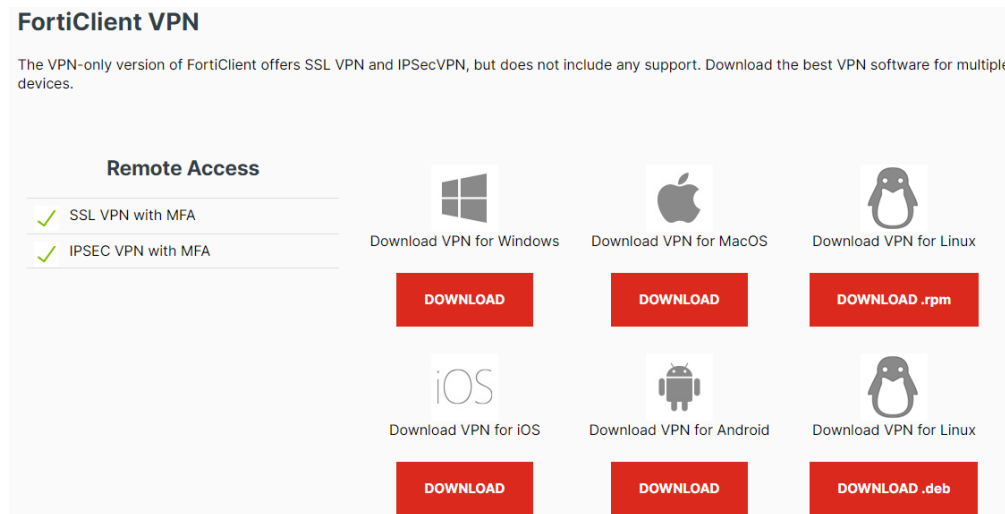 FortiClient VPN
The VPN-only version of FortiClient offers SSL VPN and IPSecVPN, but does not include any support. Download the best VPN software for multiple
devices.
Remote Access
SSL VPN with MFA
IPSEC VPN with MFA
Download VPN for Windows
DOWNLOAD
Download VPN for MacOS
DOWNLOAD
Download VPN for Linux
DOWNLOAD .rpm
iOS
Download VPN for iOS
DOWNLOAD
Download VPN for Android
DOWNLOAD
Download VPN for Linux
DOWNLOAD .deb